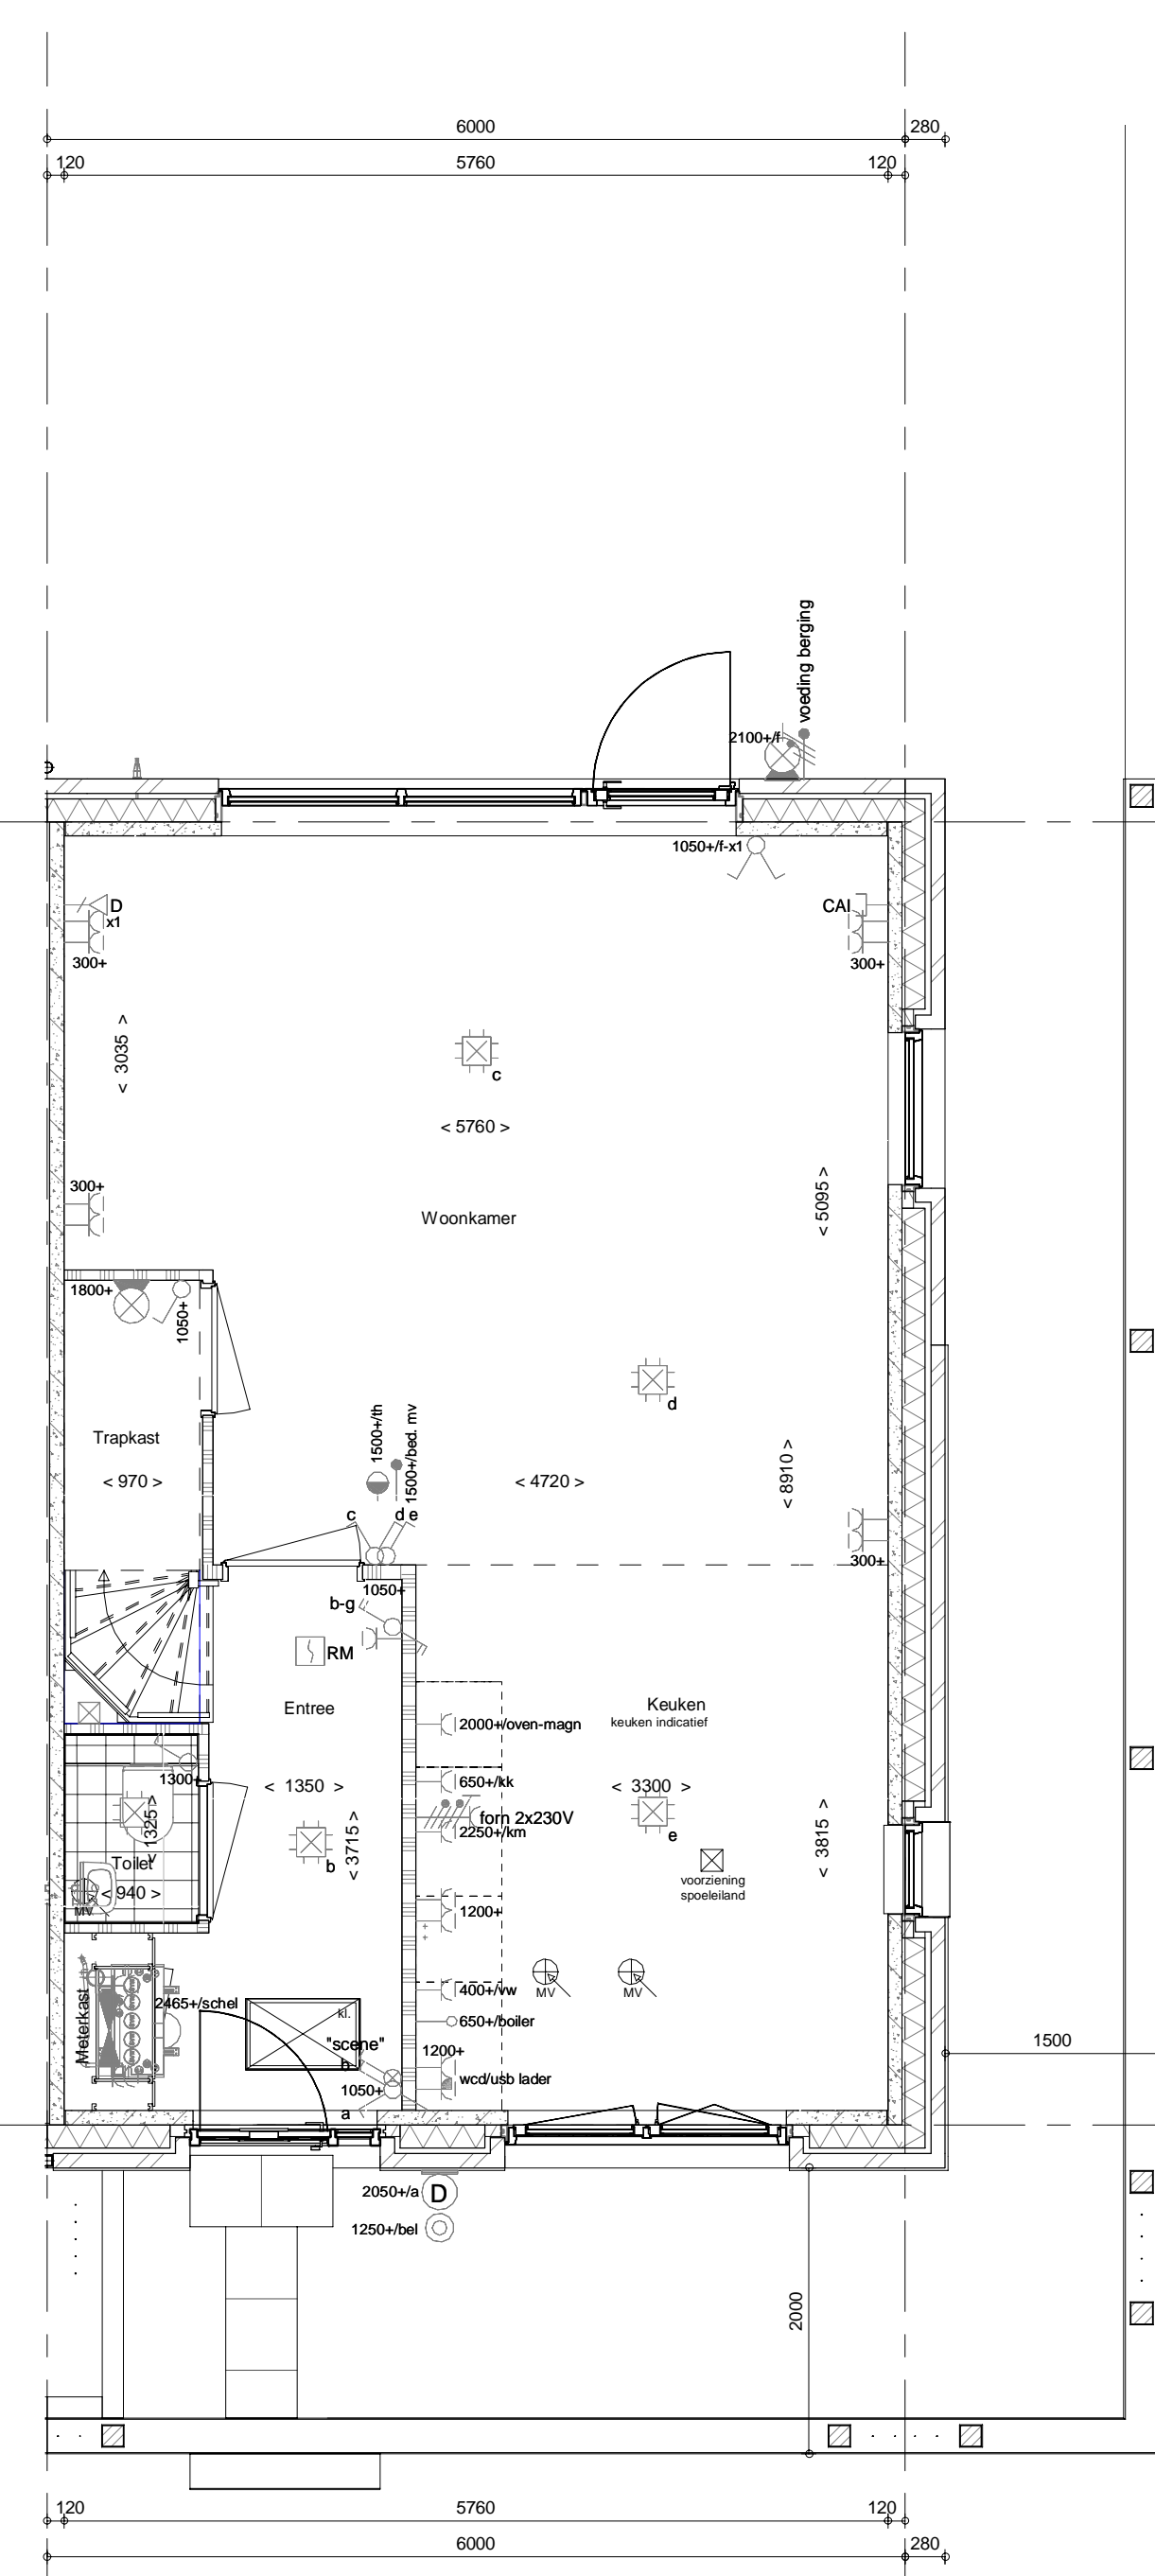 6000
280
120
5760
120
voeding berging
2100+/f
1050+/f-x1
D
x1
300+
CAI
300+
< 3035 >
c
< 5760 >
300+
Woonkamer
< 5095 >
1800+
1050+
d
Trapkast
< 970 >
1500+/th
1500+/bed. mv
< 4720 >
< 8910 >
c
d e
300+
1050+
b-g
RM
Entree
Keuken
keuken indicatief
2000+/oven-magn
1300+
650+/kk
< 1350 >
< 3300 >
forn 2x230V
2250+/km
e
< 1325 >
< 3715 >
b
< 3815 >
Toilet
< 940 >
MV
voorziening
spoeleiland
1200+
MV
MV
400+/vw
650+/boiler
Meterkast
2465+/schel
kl.
"scene"
h
1200+
wcd/usb lader
1050+
a
1500
2050+/a
D
1250+/bel
2000
120
5760
120
6000
280